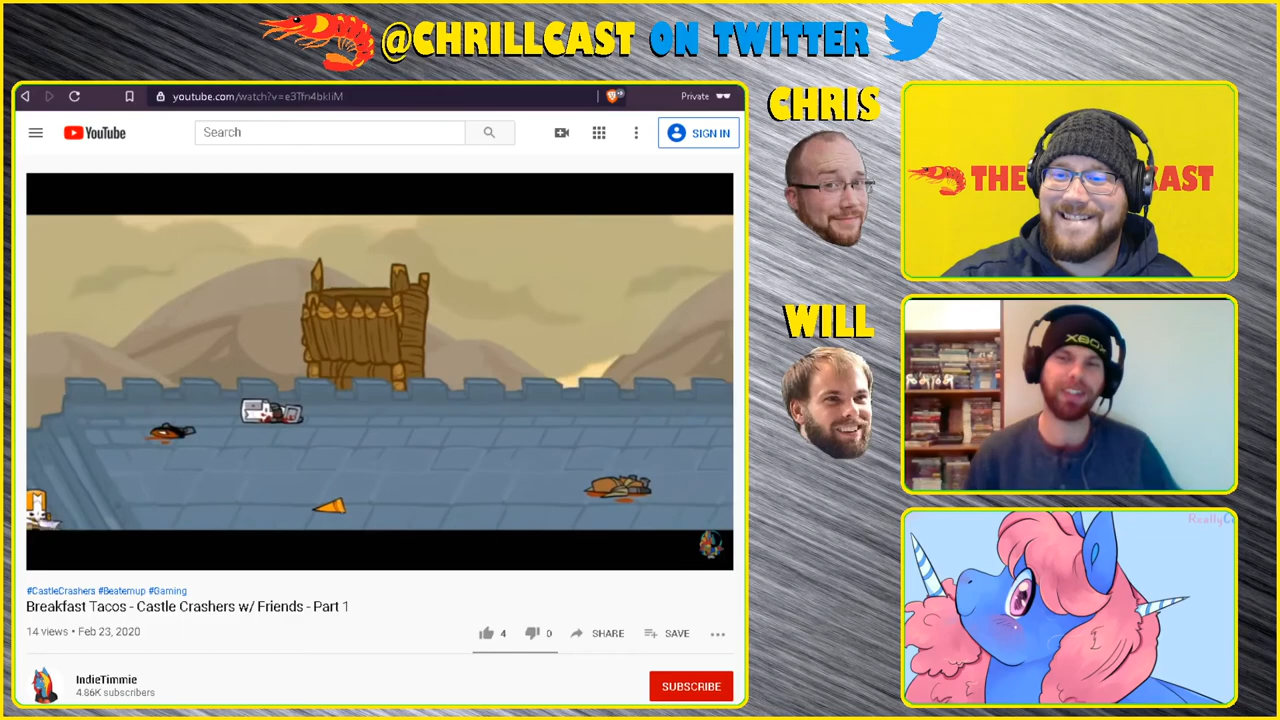 @CHRILLCAST ON TWITTER
youtube.com/watch?v=e3Tfn4bkliM
Private
YouTube
Search
SIGN IN
#CastleCrashers #Beatemup #Gaming
Breakfast Tacos - Castle Crashers w/ Friends - Part 1
14 views • Feb 23, 2020
4
0
SHARE
SAVE
IndieTimmie
4.86K subscribers
SUBSCRIBE
CHRIS
THE
CAST
WILL
XBOX